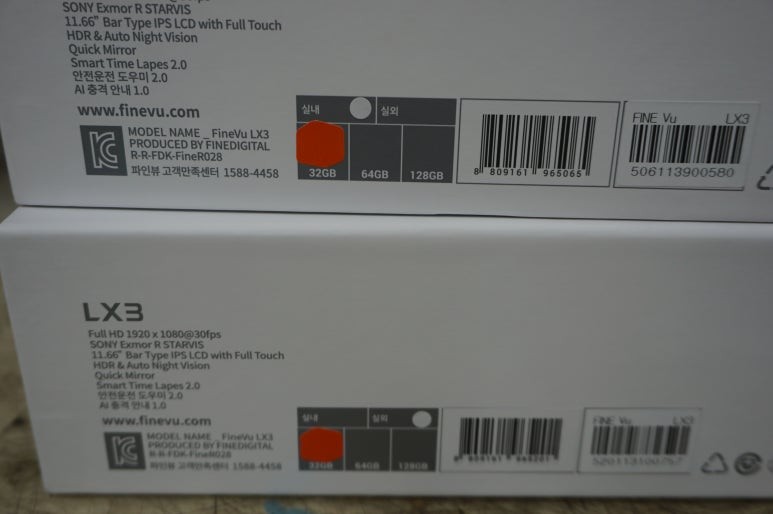 SONY Exmor R STARVIS
11.66" Bar Type IPS LCD with Full Touch
HDR & Auto Night Vision
Quick Mirror
Smart Time Lapes 2.0
안전운전 도우미 2.0
AI 충격 안내 1.0
www.finevu.com
MODEL NAME _ FineVu LX3
PRODUCED BY FINEDIGITAL
R-R-FDK-FineR028
파인뷰 고객만족센터 1588-4458
실내 실외
32GB 64GB 128GB
8 809161 965065
FINE Vu LX3
506113900580
LX3
Full HD 1920 x 1080@30fps
SONY Exmor R STARVIS
11.66" Bar Type IPS LCD with Full Touch
HDR & Auto Night Vision
Quick Mirror
Smart Time Lapes 2.0
안전운전 도우미 2.0
AI 충격 안내 1.0
www.finevu.com
MODEL NAME _ FineVu LX3
PRODUCED BY FINEDIGITAL
R-R-FDK-FineR028
파인뷰 고객만족센터 1588-4458
실내 실외
32GB 64GB 128GB
8 809161
FINE Vu LX3